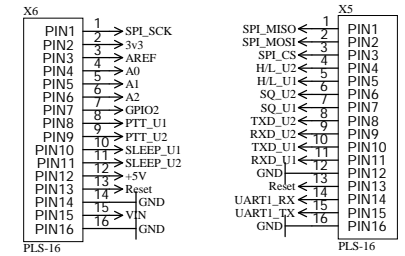 X6
PIN1 1 SPI_SCK
PIN2 2 3v3
PIN3 3 AREF
PIN4 4 A0
PIN5 5 A1
PIN6 6 A2
PIN7 7 GPIO2
PIN8 8 PTT_U1
PIN9 9 PTT_U2
PIN10 10 SLEEP_U1
PIN11 11 SLEEP_U2
PIN12 12 +5V
PIN13 13 Reset
PIN14 14 GND
PIN15 15 VIN
PIN16 16 GND
PLS-16
X5
SPI_MISO 1 PIN1
SPI_MOSI 2 PIN2
SPI_CS 3 PIN3
H/L_U2 4 PIN4
H/L_U1 5 PIN5
SQ_U2 6 PIN6
SQ_U1 7 PIN7
TXD_U2 8 PIN8
RXD_U2 9 PIN9
TXD_U1 10 PIN10
RXD_U1 11 PIN11
GND 12 PIN12
Reset 13 PIN13
UART1_RX 14 PIN14
UART1_TX 15 PIN15
GND 16 PIN16
PLS-16